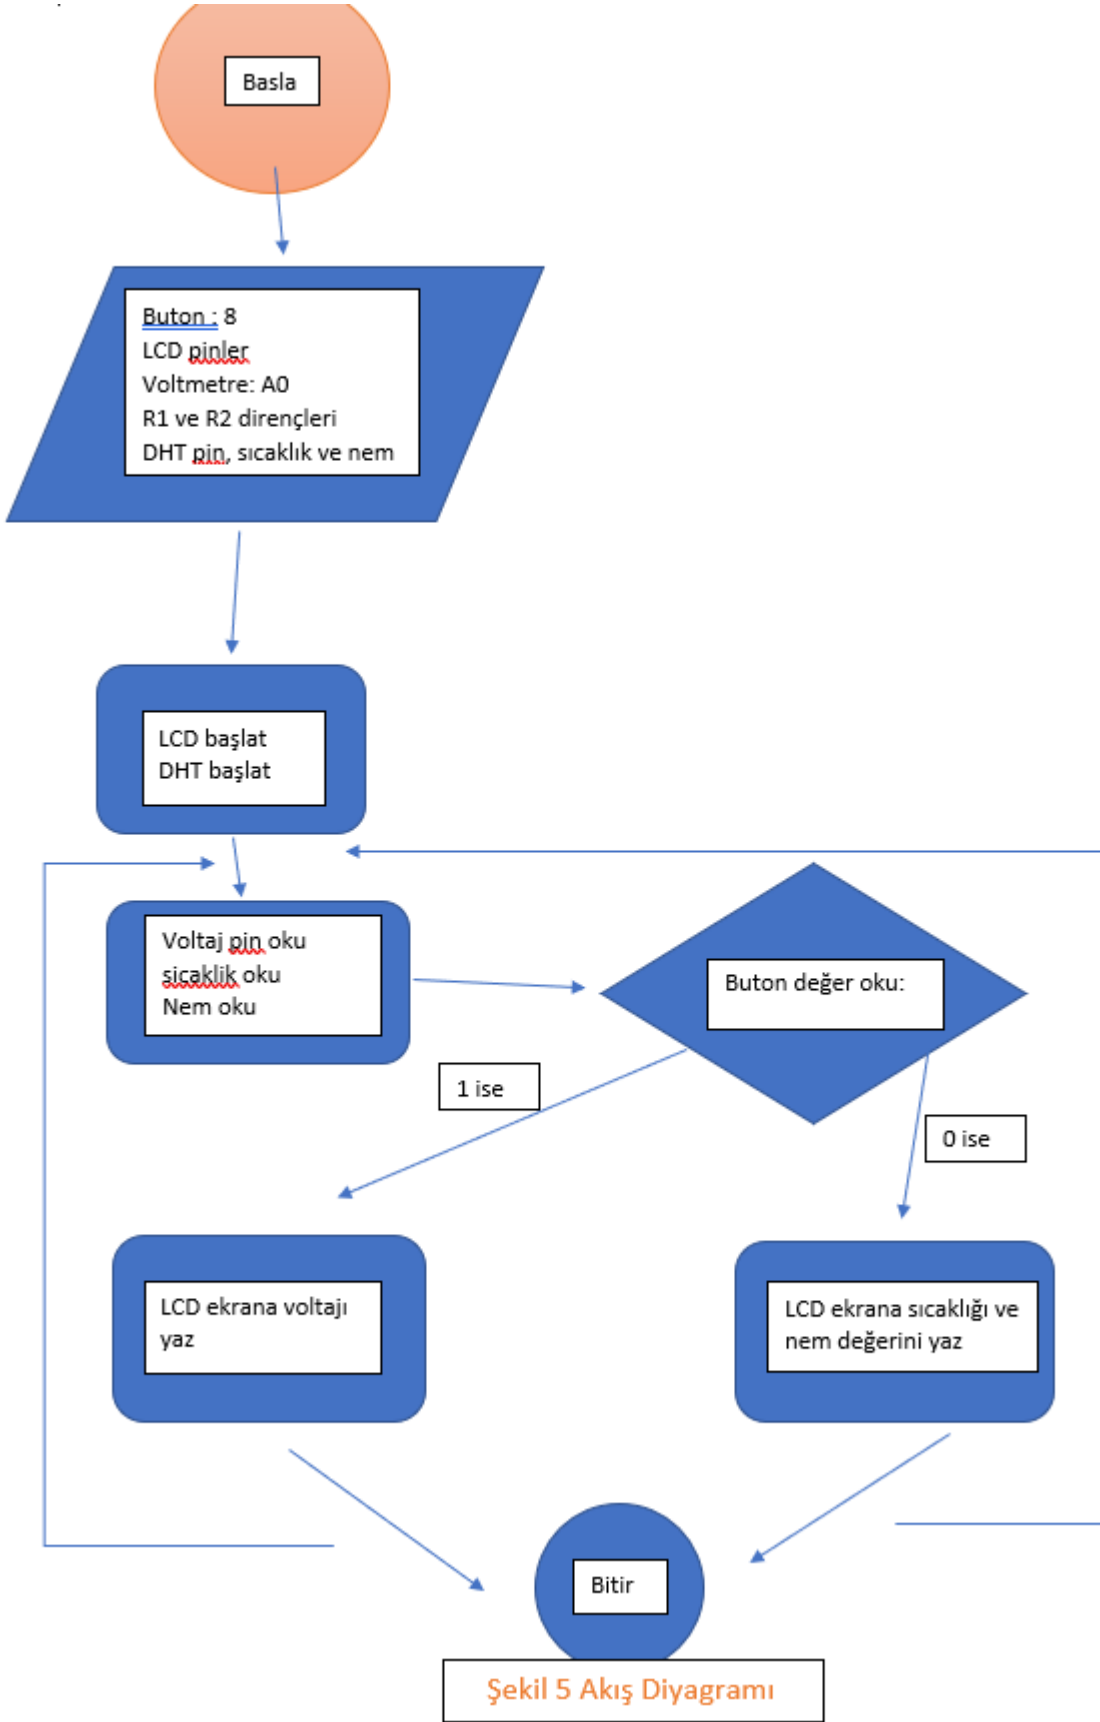 Basla
Buton : 8
LCD pinler
Voltmetre: A0
R1 ve R2 dirençleri
DHT pin, sıcaklık ve nem
LCD başlat
DHT başlat
Voltaj pin oku
sicaklik oku
Nem oku
Buton değer oku:
1 ise
0 ise
LCD ekrana voltajı
yaz
LCD ekrana sıcaklığı ve
nem değerini yaz
Bitir
Şekil 5 Akış Diyagramı